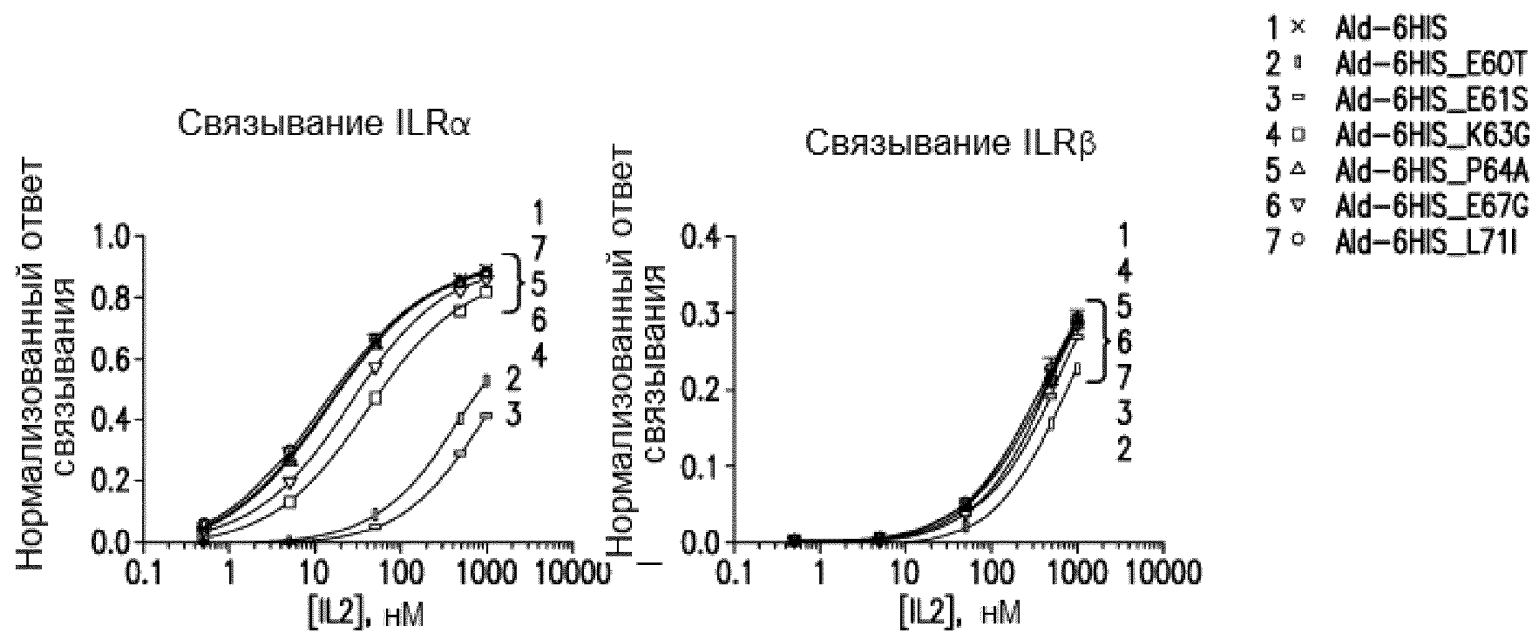 1 × Ald-6HIS
2 ▯ Ald-6HIS_E60T
3 ▭ Ald-6HIS_E61S
4 □ Ald-6HIS_K63G
5 △ Ald-6HIS_P64A
6 ▽ Ald-6HIS_E67G
7 ○ Ald-6HIS_L71I
Связывание ILRα
Нормализованный ответ
связывания
1.0
0.8
0.6
0.4
0.2
0.0
0.1 1 10 100 1000 10000
[IL2], нМ
1
7
5
6
4
2
3
Связывание ILRβ
Нормализованный ответ
связывания
0.4
0.3
0.2
0.1
0.0
0.1 1 10 100 1000 10000
[IL2], нМ
1
4
5
6
7
3
2